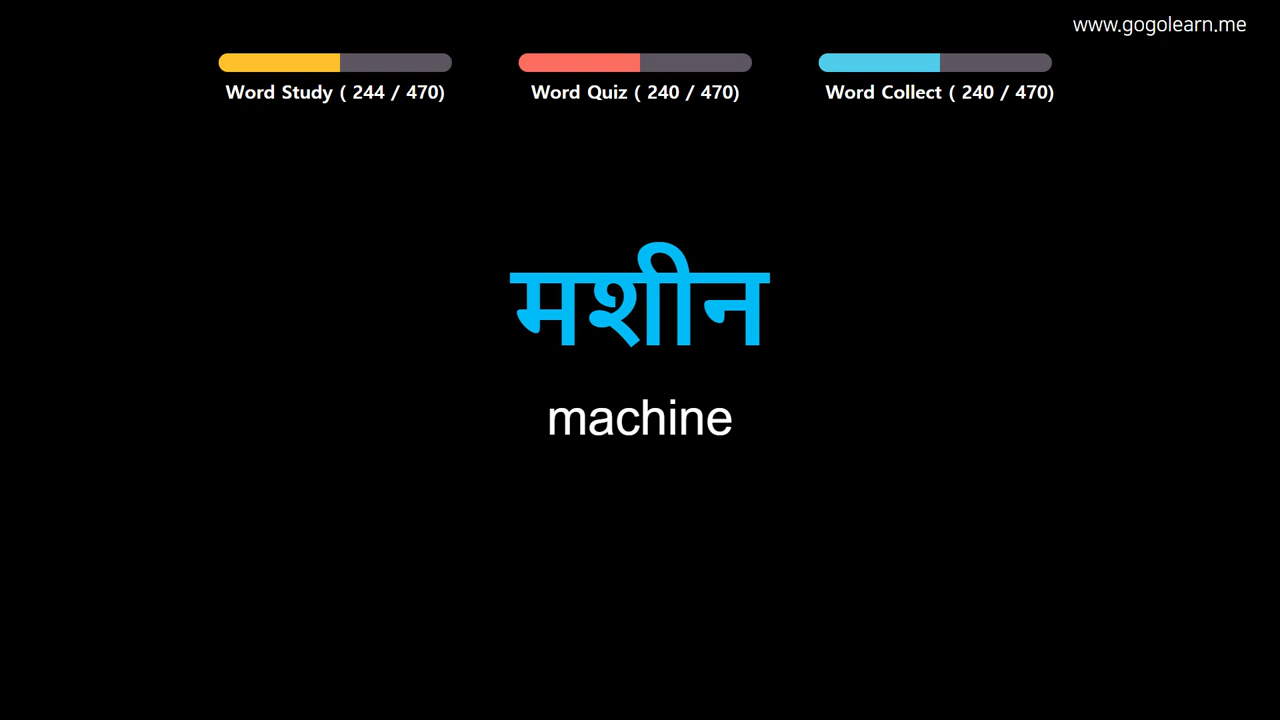 www.gogolearn.me
Word Study ( 244 / 470)
Word Quiz ( 240 / 470)
Word Collect ( 240 / 470)
मशीन
machine